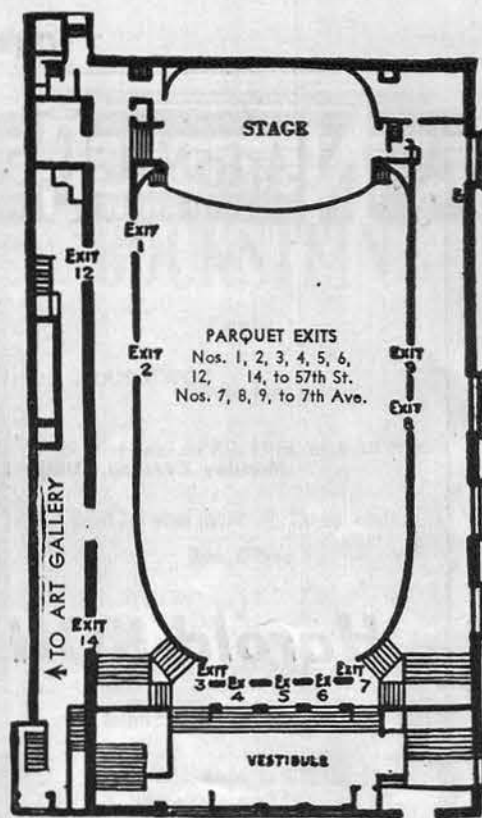 STAGE
EXIT
1
EXIT
12
PARQUET EXITS
Nos. 1, 2, 3, 4, 5, 6,
12, 14, to 57th St.
Nos. 7, 8, 9, to 7th Ave.
EXIT
2
EXIT
9
EXIT
8
TO ART GALLERY
EXIT
14
EXIT
3
EX
4
EX
5
EX
6
EXIT
7
VESTIBULE